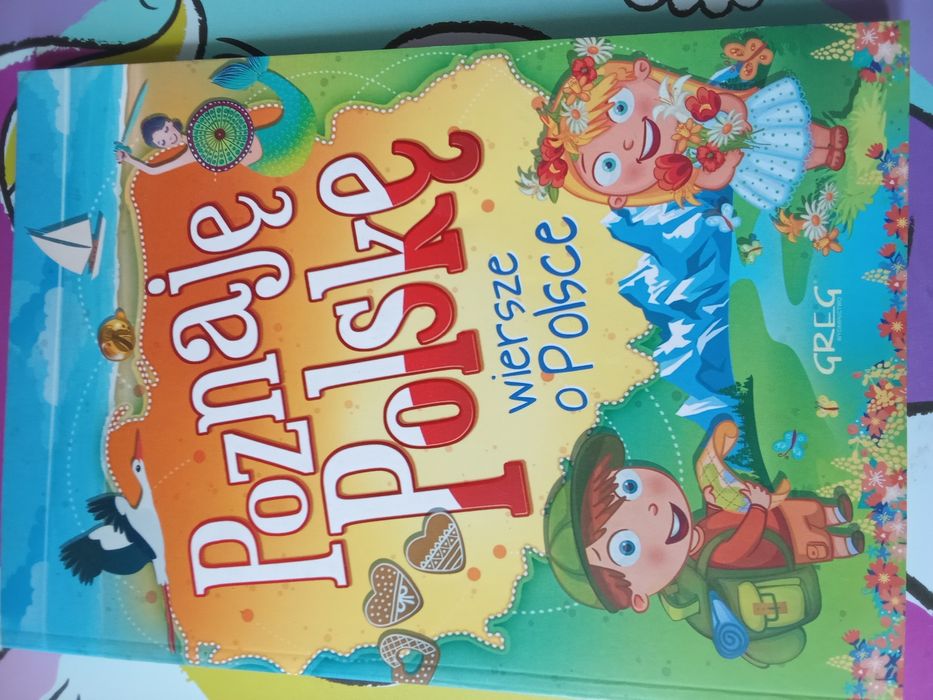 Poznaję
Polskę
wiersze
o Polsce
GREG